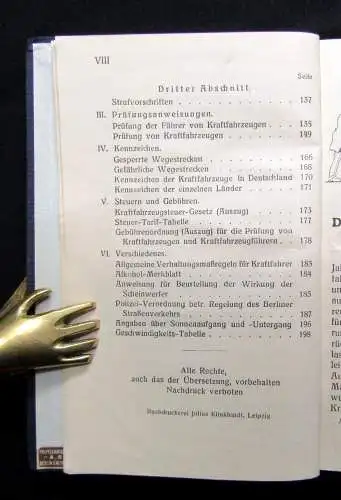 VIII
Seite
Dritter Abschnitt
Strafvorschriften 137
III. Prüfungsanweisungen.
Prüfung der Führer von Kraftfahrzeugen 135
Prüfung von Kraftfahrzeugen 149
IV. Kennzeichen.
Gesperrte Wegestrecken 166
Gefährliche Wegestrecken 168
Kennzeichen der Kraftfahrzeuge in Deutschland 170
Kennzeichen der einzelnen Länder 171
V. Steuern und Gebühren.
Kraftfahrzeugsteuer-Gesetz (Auszug) 173
Steuer-Tarif-Tabelle 177
Gebührenordnung (Auszug) für die Prüfung von
Kraftfahrzeugen und Kraftfahrzeugführern 178
VI. Verschiedenes.
Allgemeine Verhaltungsmaßregeln für Kraftfahrer 183
Alkohol-Merkblatt 184
Anweisung für Beurteilung der Wirkung der
Scheinwerfer 185
Polizei-Verordnung betr. Regelung des Berliner
Straßenverkehrs 187
Angaben über Sonnenaufgang und -Untergang 196
Geschwindigkeits-Tabelle 198
Alle Rechte,
auch das der Übersetzung, vorbehalten
Nachdruck verboten
Buchdruckerei Julius Klinkhardt, Leipzig
D